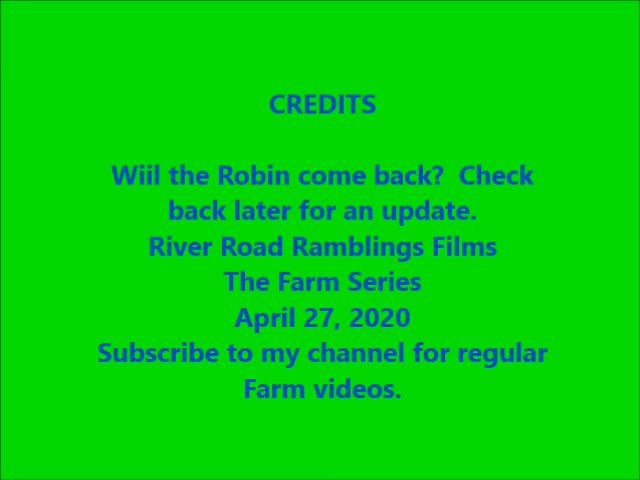 CREDITS
Wiil the Robin come back?  Check
back later for an update.
River Road Ramblings Films
The Farm Series
April 27, 2020
Subscribe to my channel for regular
Farm videos.